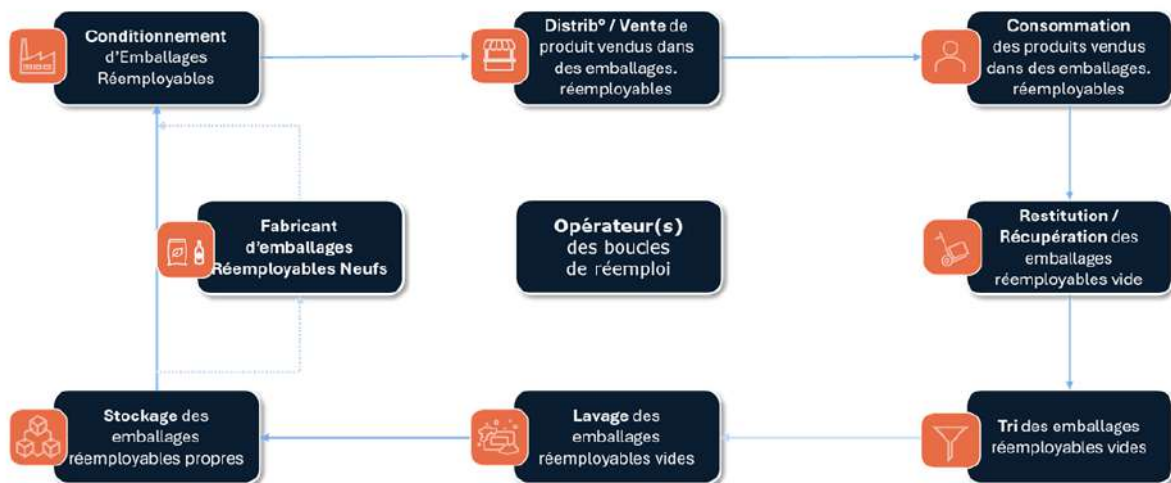 Conditionnement
d'Emballages
Réemployables
Distrib° / Vente de
produit vendus dans
des emballages.
réemployables
Consommation
des produits vendus
dans des emballages.
réemployables
Fabricant
d'emballages
Réemployables Neufs
Opérateur(s)
des boucles
de réemploi
Restitution /
Récupération des
emballages
réemployables vide
Stockage des
emballages
réemployables propres
Lavage des
emballages
réemployables vides
Tri des emballages
réemployables vides